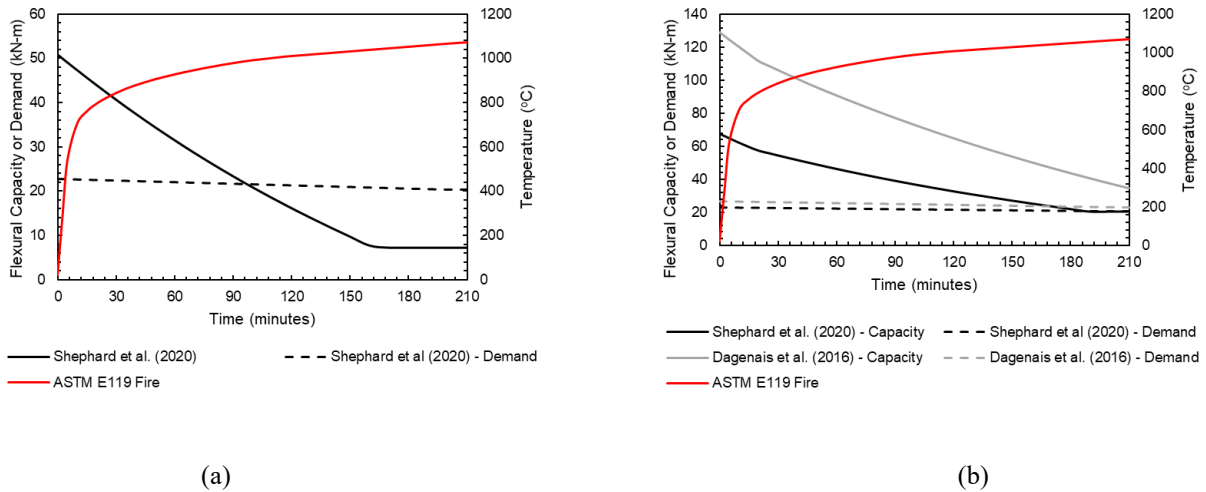 Flexural Capacity or Demand (kN-m)
60
50
40
30
20
10
0
1200
1000
800
600
400
200
0
Temperature (°C)
0 30 60 90 120 150 180 210
Time (minutes)
Shephard et al. (2020)
Shephard et al (2020) - Demand
ASTM E119 Fire
(a)
Flexural Capacity or Demand (kN-m)
140
120
100
80
60
40
20
0
1200
1000
800
600
400
200
0
Temperature (°C)
0 30 60 90 120 150 180 210
Time (minutes)
Shephard et al. (2020) - Capacity
Shephard et al (2020) - Demand
Dagenais et al. (2016) - Capacity
Dagenais et al. (2016) - Demand
ASTM E119 Fire
(b)